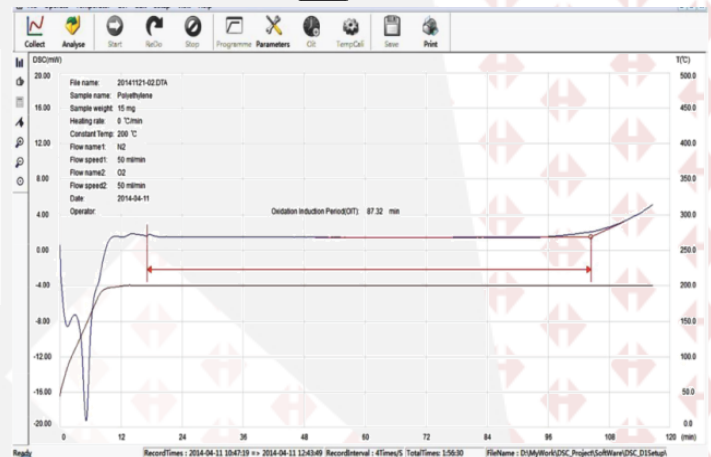 Collect Analyse Start ReDo Stop Programme Parameters Oit TempCall Save Print
DSC(mW) T(℃)
20.00 500.0
File name: 20141121-02.DTA
Sample name: Polyethylene
16.00 450.0
Sample weight: 15 mg
Heating rate: 0 ℃/min
Constant Temp: 200 ℃
12.00 400.0
Flow name1: N2
Flow speed1: 50 ml/min
Flow name2: O2
8.00 350.0
Flow speed2: 50 ml/min
Date: 2014-04-11
Operator: Oxidation Induction Period(OIT): 87.32 min
4.00 300.0
0.00 250.0
-4.00 200.0
-8.00 150.0
-12.00 100.0
-16.00 50.0
-20.00 0.0
0 12 24 36 48 60 72 84 96 108 120 (min)
Ready RecordTimes : 2014-04-11 10:47:19 => 2014-04-11 12:43:49 RecordInterval : 4Times/S TotalTimes: 1:56:30 FileName : D:\MyWork\DSC_Project\SoftWare\DSC_D1Setup\